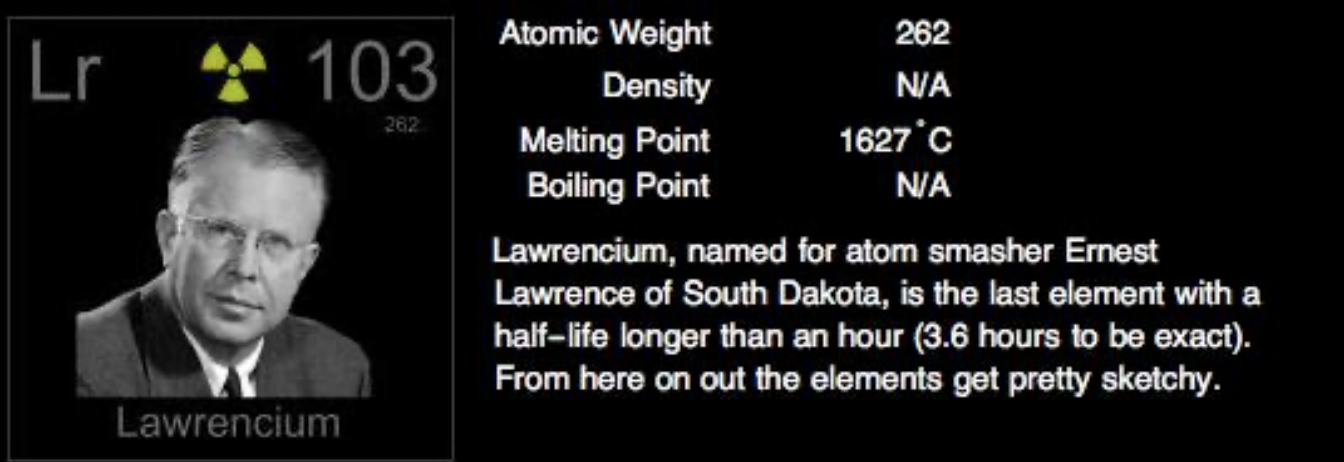 Lr 103
262
Lawrencium
Atomic Weight 262
Density N/A
Melting Point 1627°C
Boiling Point N/A
Lawrencium, named for atom smasher Ernest
Lawrence of South Dakota, is the last element with a
half-life longer than an hour (3.6 hours to be exact).
From here on out the elements get pretty sketchy.